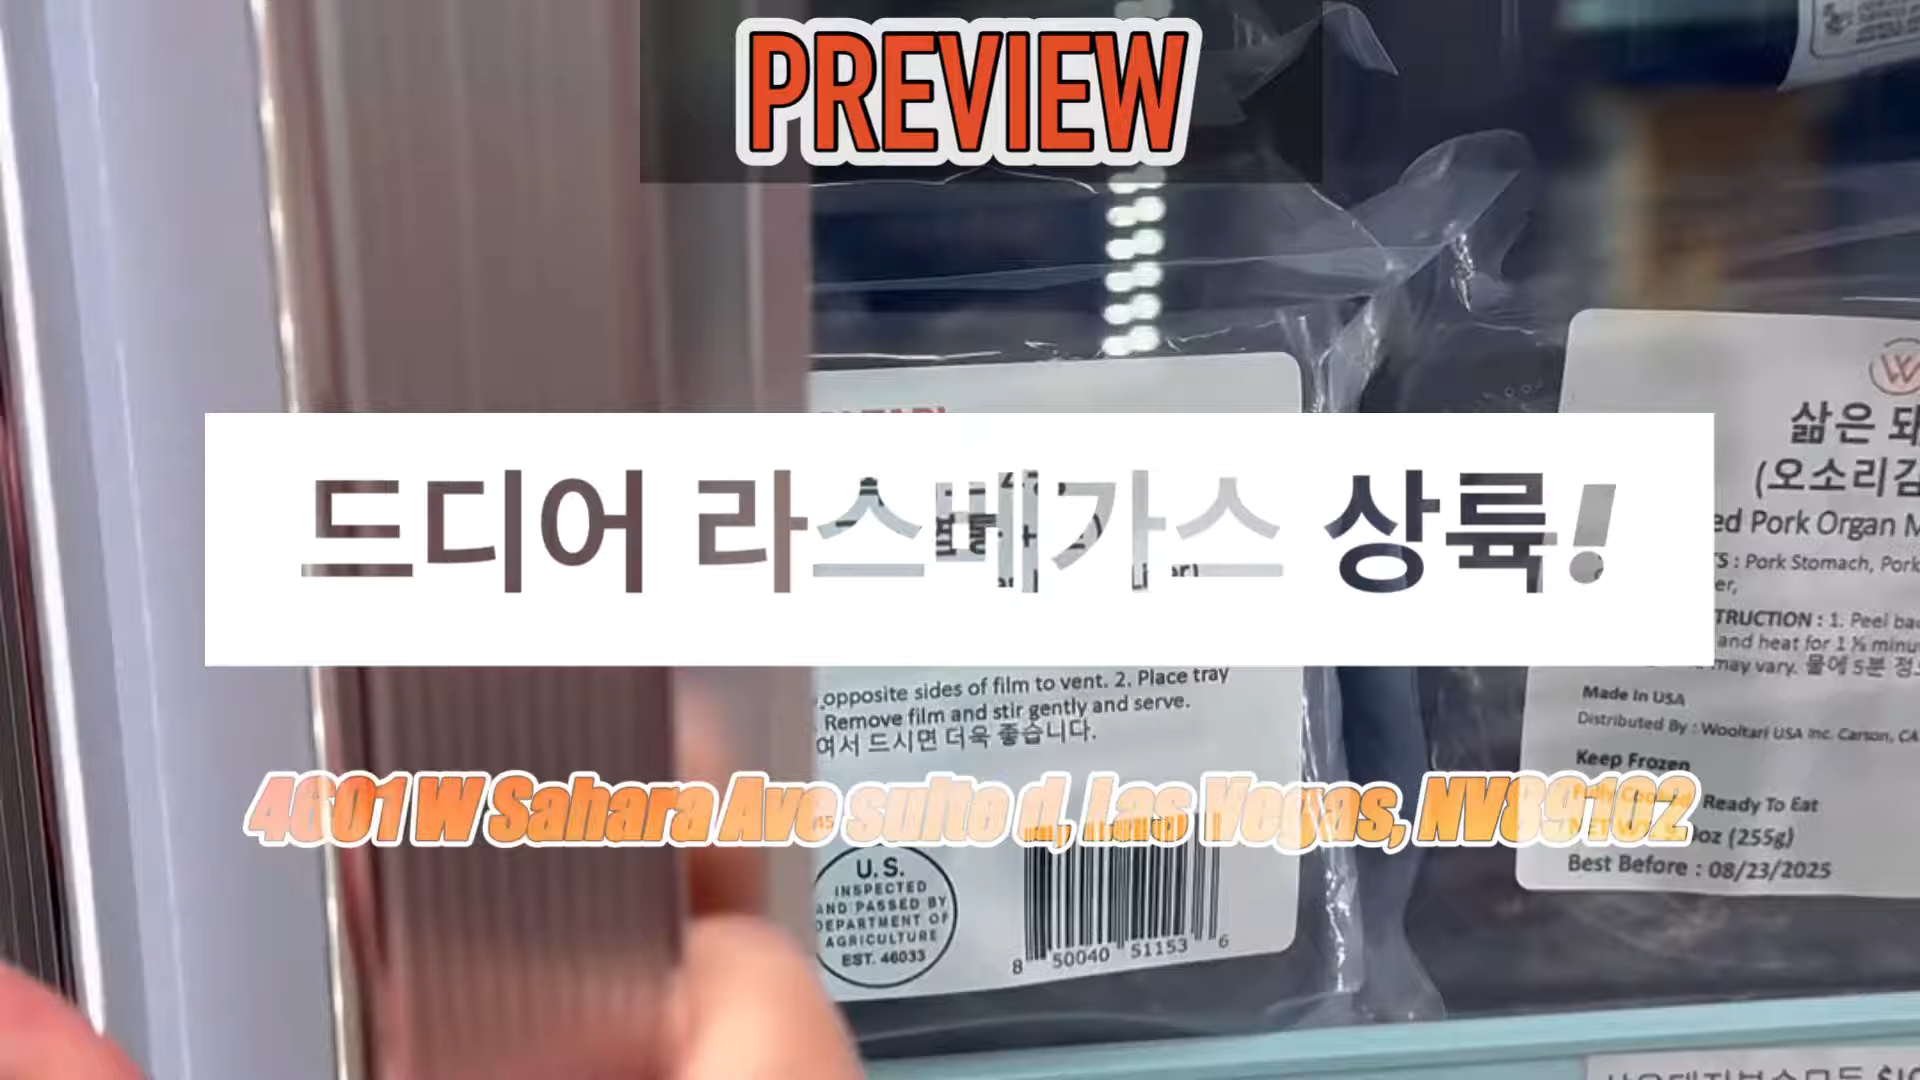 PREVIEW
드디어 라스베가스 상륙!
4601 W Sahara Ave suite d, Las Vegas, NV89102
opposite sides of film to vent. 2. Place tray
Remove film and stir gently and serve.
여서 드시면 더욱 좋습니다.
U.S.
INSPECTED
AND PASSED BY
DEPARTMENT OF
AGRICULTURE
EST. 46033
8 50040 51153 6
삶은 돼
(오소리감
ed Pork Organ M
S : Pork Stomach, Pork
er,
TRUCTION : 1. Peel bac
and heat for 1 ½ minu
may vary. 물에 5분 정도
Made In USA
Distributed By : Wooltari USA Inc. Carson, CA
Keep Frozen
Ready To Eat
oz (255g)
Best Before : 08/23/2025